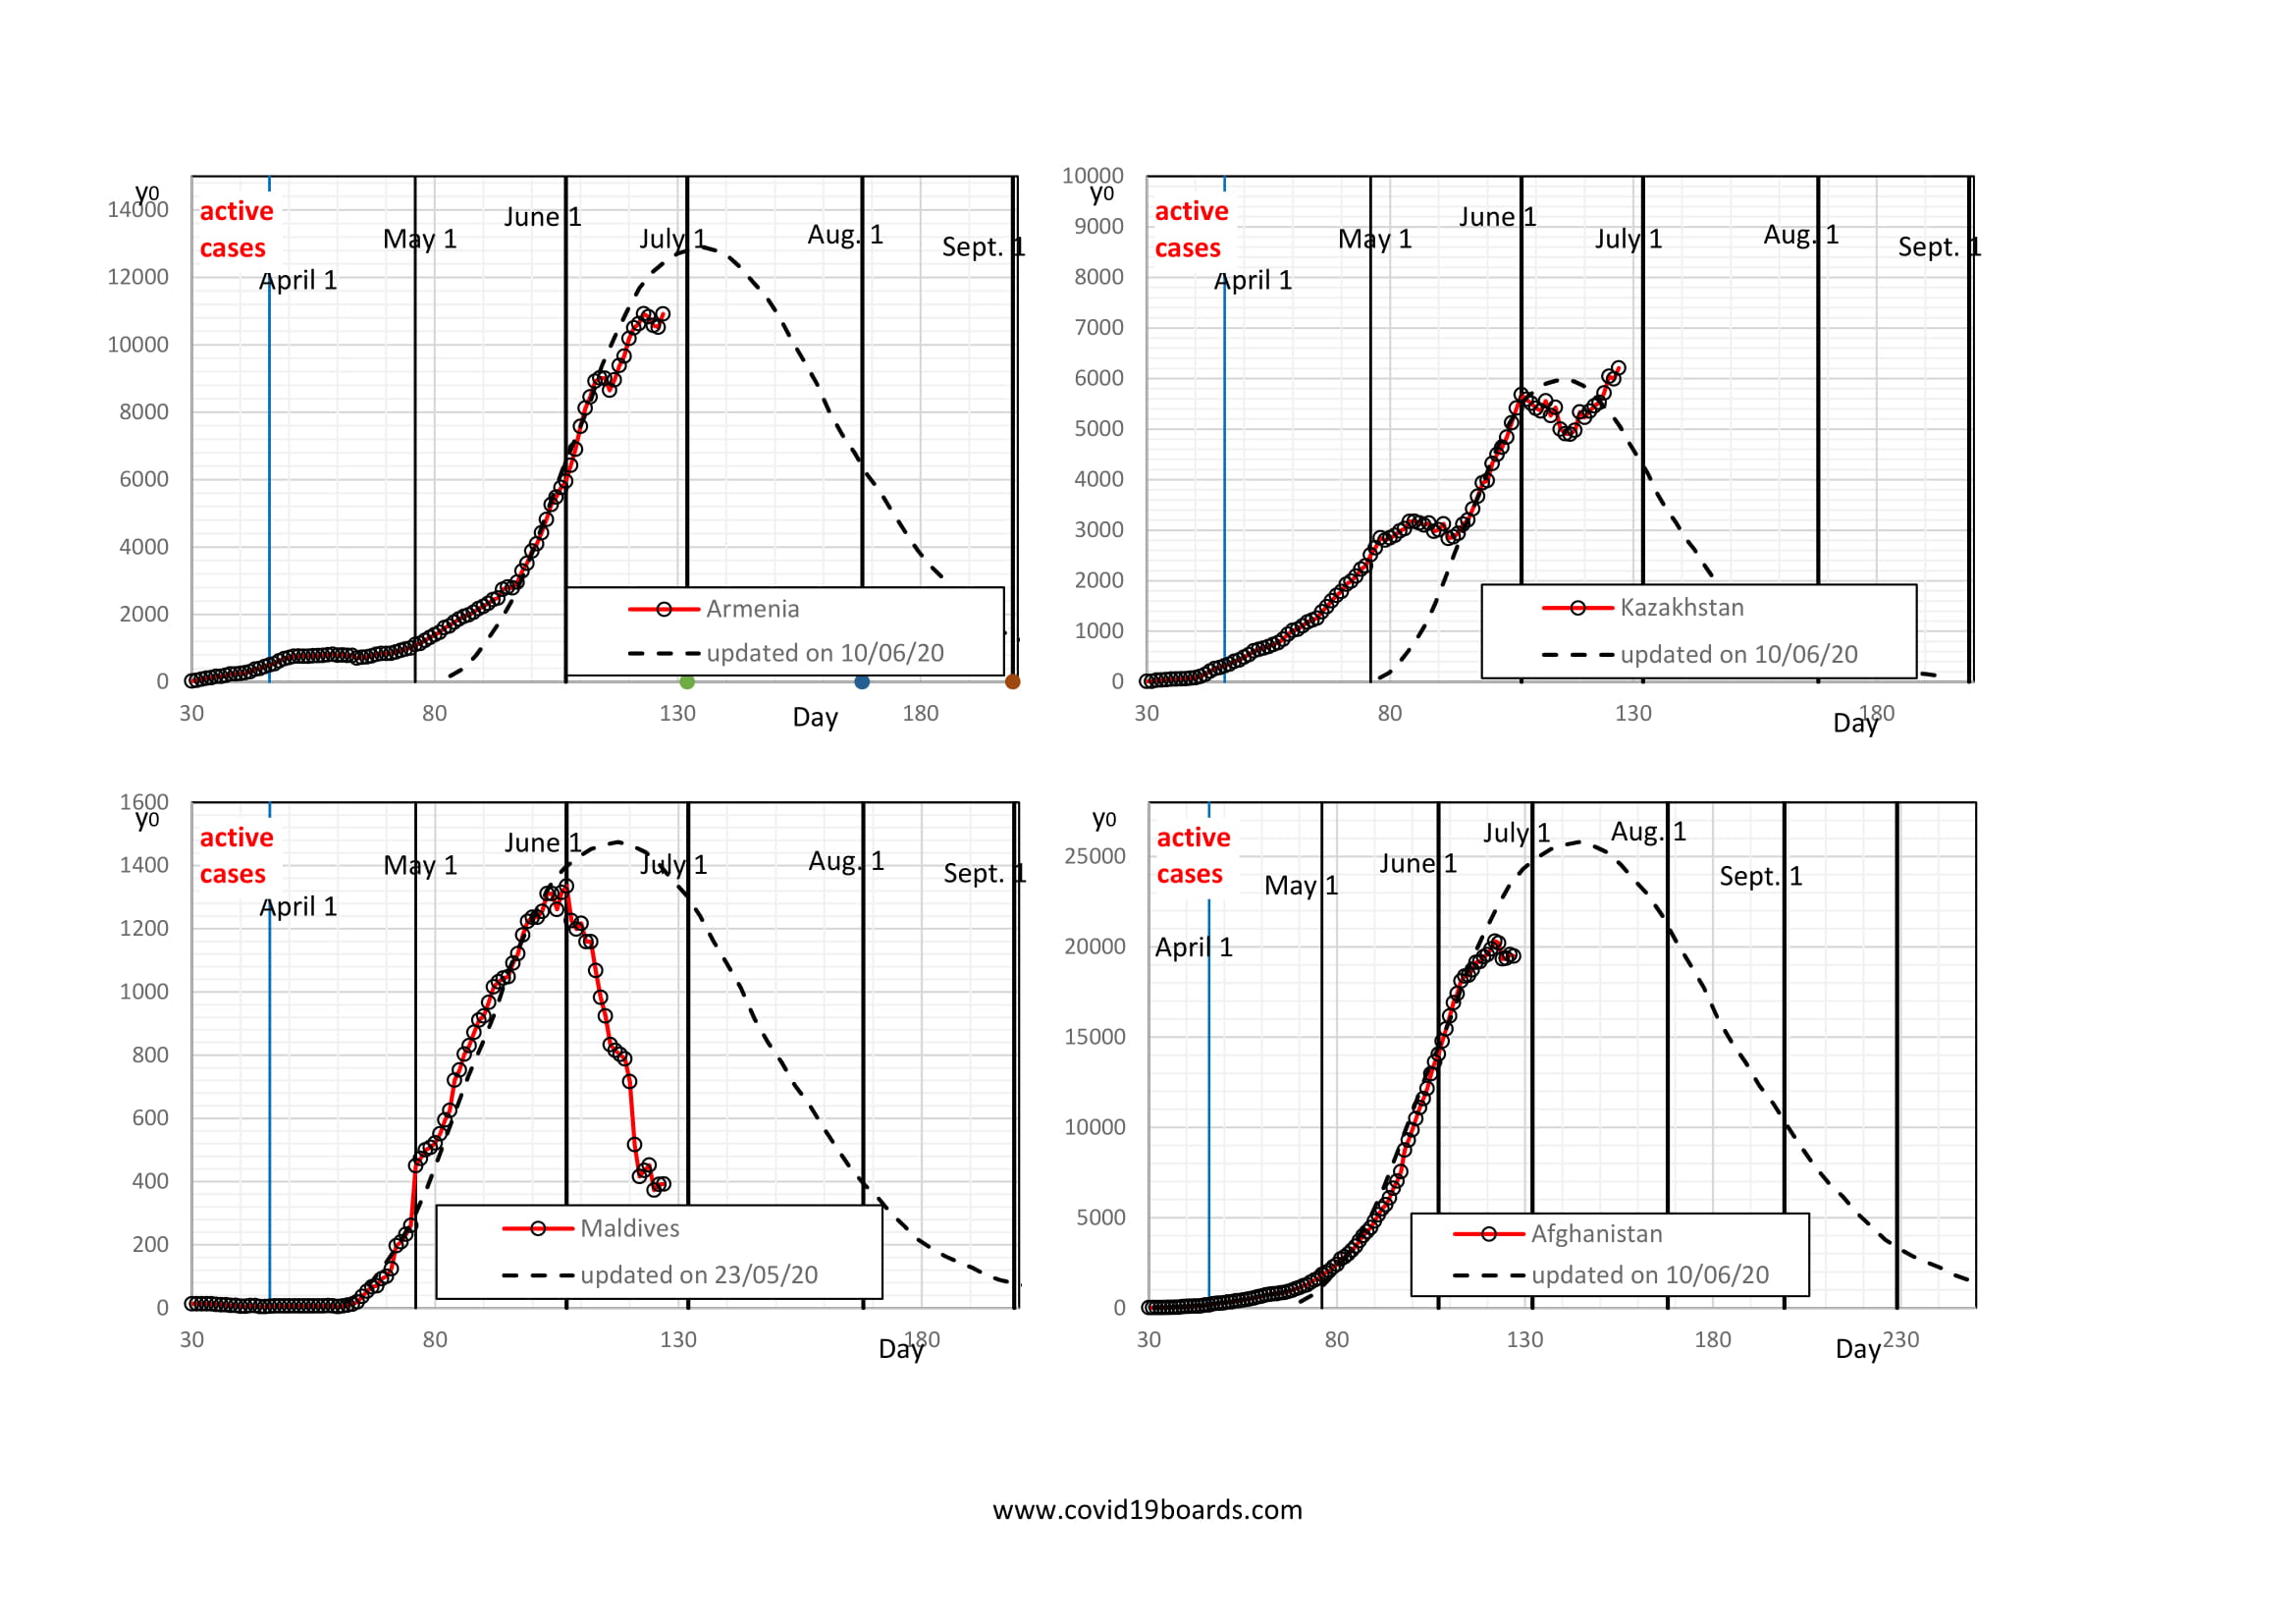 y0
14000
12000
10000
8000
6000
4000
2000
0
active
cases
April 1
May 1
June 1
July 1
Aug. 1
Sept. 1
Armenia
updated on 10/06/20
30 80 130 180
Day
10000
y0
9000
8000
7000
6000
5000
4000
3000
2000
1000
0
active
cases
April 1
May 1
June 1
July 1
Aug. 1
Sept. 1
Kazakhstan
updated on 10/06/20
30 80 130 180
Day
1600
y0
1400
1200
1000
800
600
400
200
0
active
cases
April 1
May 1
June 1
July 1
Aug. 1
Sept. 1
Maldives
updated on 23/05/20
30 80 130 180
Day
y0
25000
20000
15000
10000
5000
0
active
cases
April 1
May 1
June 1
July 1
Aug. 1
Sept. 1
Afghanistan
updated on 10/06/20
30 80 130 180 230
Day
www.covid19boards.com